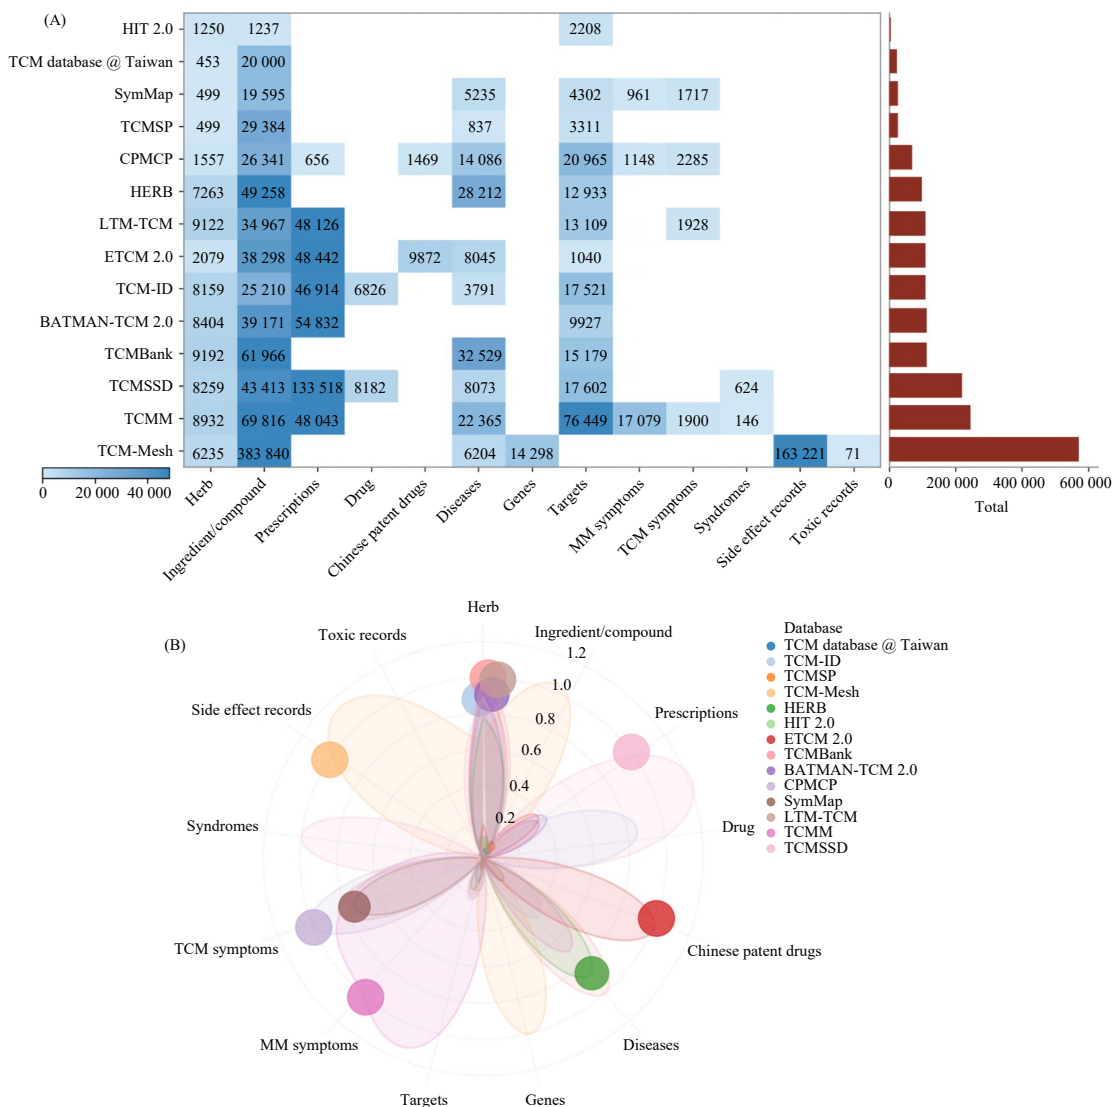 (A)
HIT 2.0 1250 1237 2208
TCM database @ Taiwan 453 20 000
SymMap 499 19 595 5235 4302 961 1717
TCMSP 499 29 384 837 3311
CPMCP 1557 26 341 656 1469 14 086 20 965 1148 2285
HERB 7263 49 258 28 212 12 933
LTM-TCM 9122 34 967 48 126 13 109 1928
ETCM 2.0 2079 38 298 48 442 9872 8045 1040
TCM-ID 8159 25 210 46 914 6826 3791 17 521
BATMAN-TCM 2.0 8404 39 171 54 832 9927
TCMBank 9192 61 966 32 529 15 179
TCMSSD 8259 43 413 133 518 8182 8073 17 602 624
TCMM 8932 69 816 48 043 22 365 76 449 17 079 1900 146
TCM-Mesh 6235 383 840 6204 14 298 163 221 71
0 20 000 40 000
Herb
Ingredient/compound
Prescriptions
Drug
Chinese patent drugs
Diseases
Genes
Targets
MM symptoms
TCM symptoms
Syndromes
Side effect records
Toxic records
0 200 000 400 000 600 000
Total
(B)
Herb
Ingredient/compound
Prescriptions
Drug
Chinese patent drugs
Diseases
Genes
Targets
MM symptoms
TCM symptoms
Syndromes
Side effect records
Toxic records
1.2
1.0
0.8
0.6
0.4
0.2
Database
TCM database @ Taiwan
TCM-ID
TCMSP
TCM-Mesh
HERB
HIT 2.0
ETCM 2.0
TCMBank
BATMAN-TCM 2.0
CPMCP
SymMap
LTM-TCM
TCMM
TCMSSD